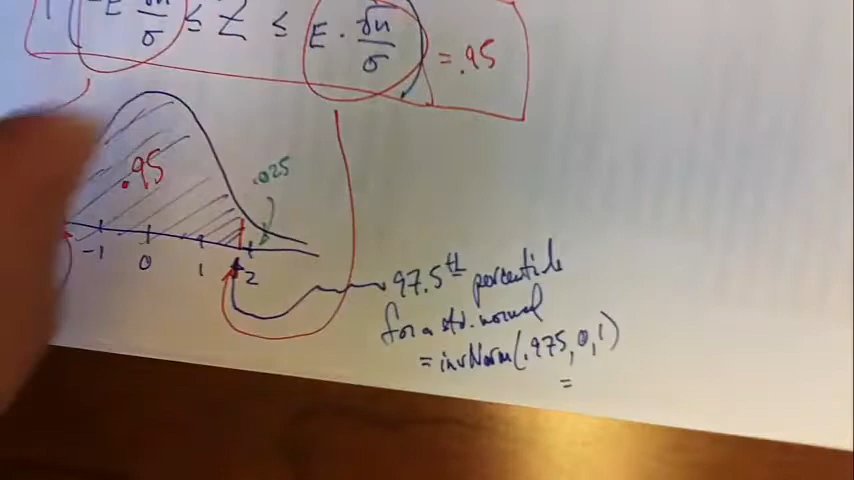 P -E √n/σ ≤ Z ≤ E · √n/σ = .95
.95
.025
-1 0 1 2
97.5th percentile
for a std. normal
= invNorm(.975, 0, 1)
=